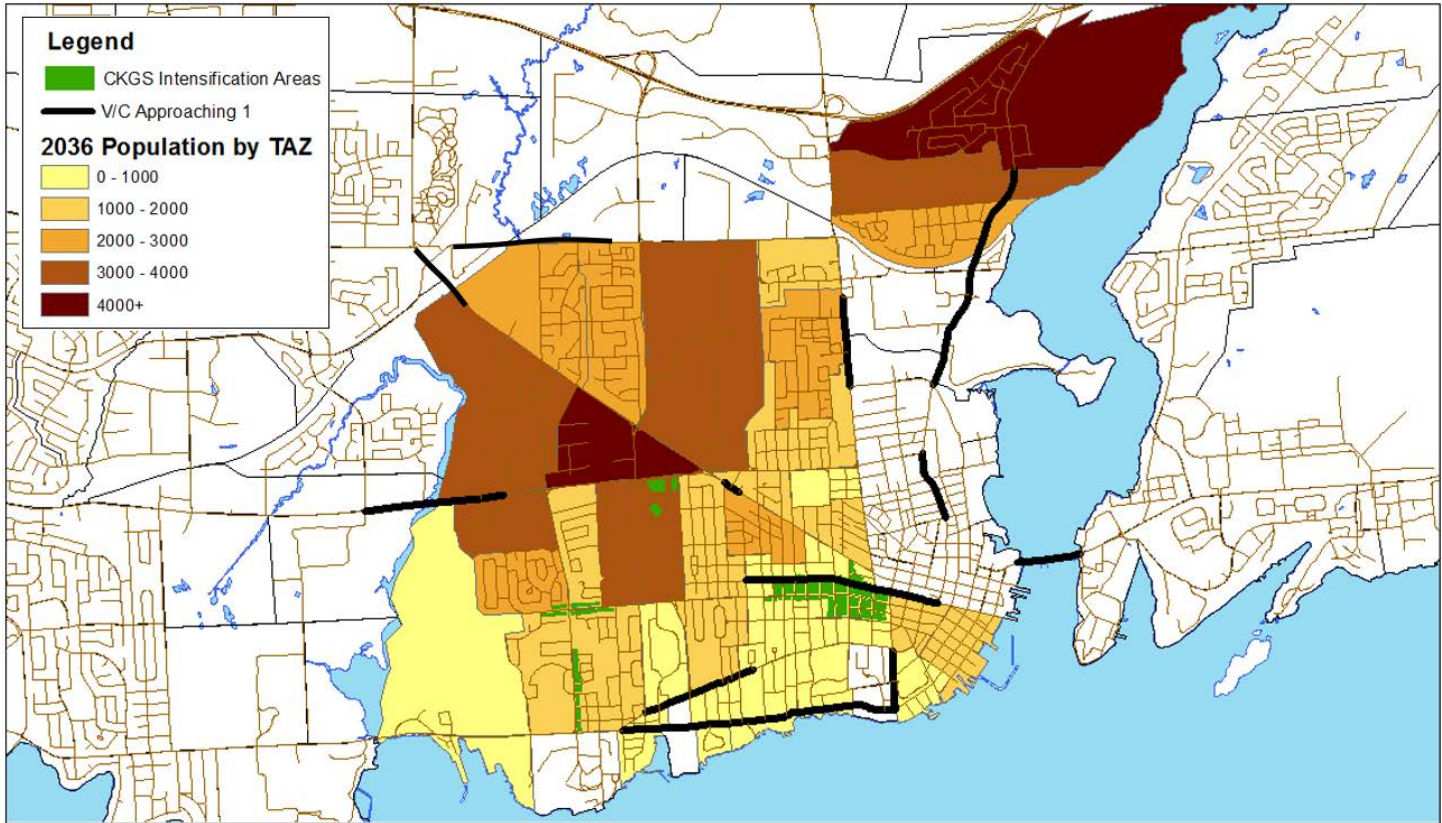 Legend
CKGS Intensification Areas
V/C Approaching 1
2036 Population by TAZ
0 - 1000
1000 - 2000
2000 - 3000
3000 - 4000
4000+